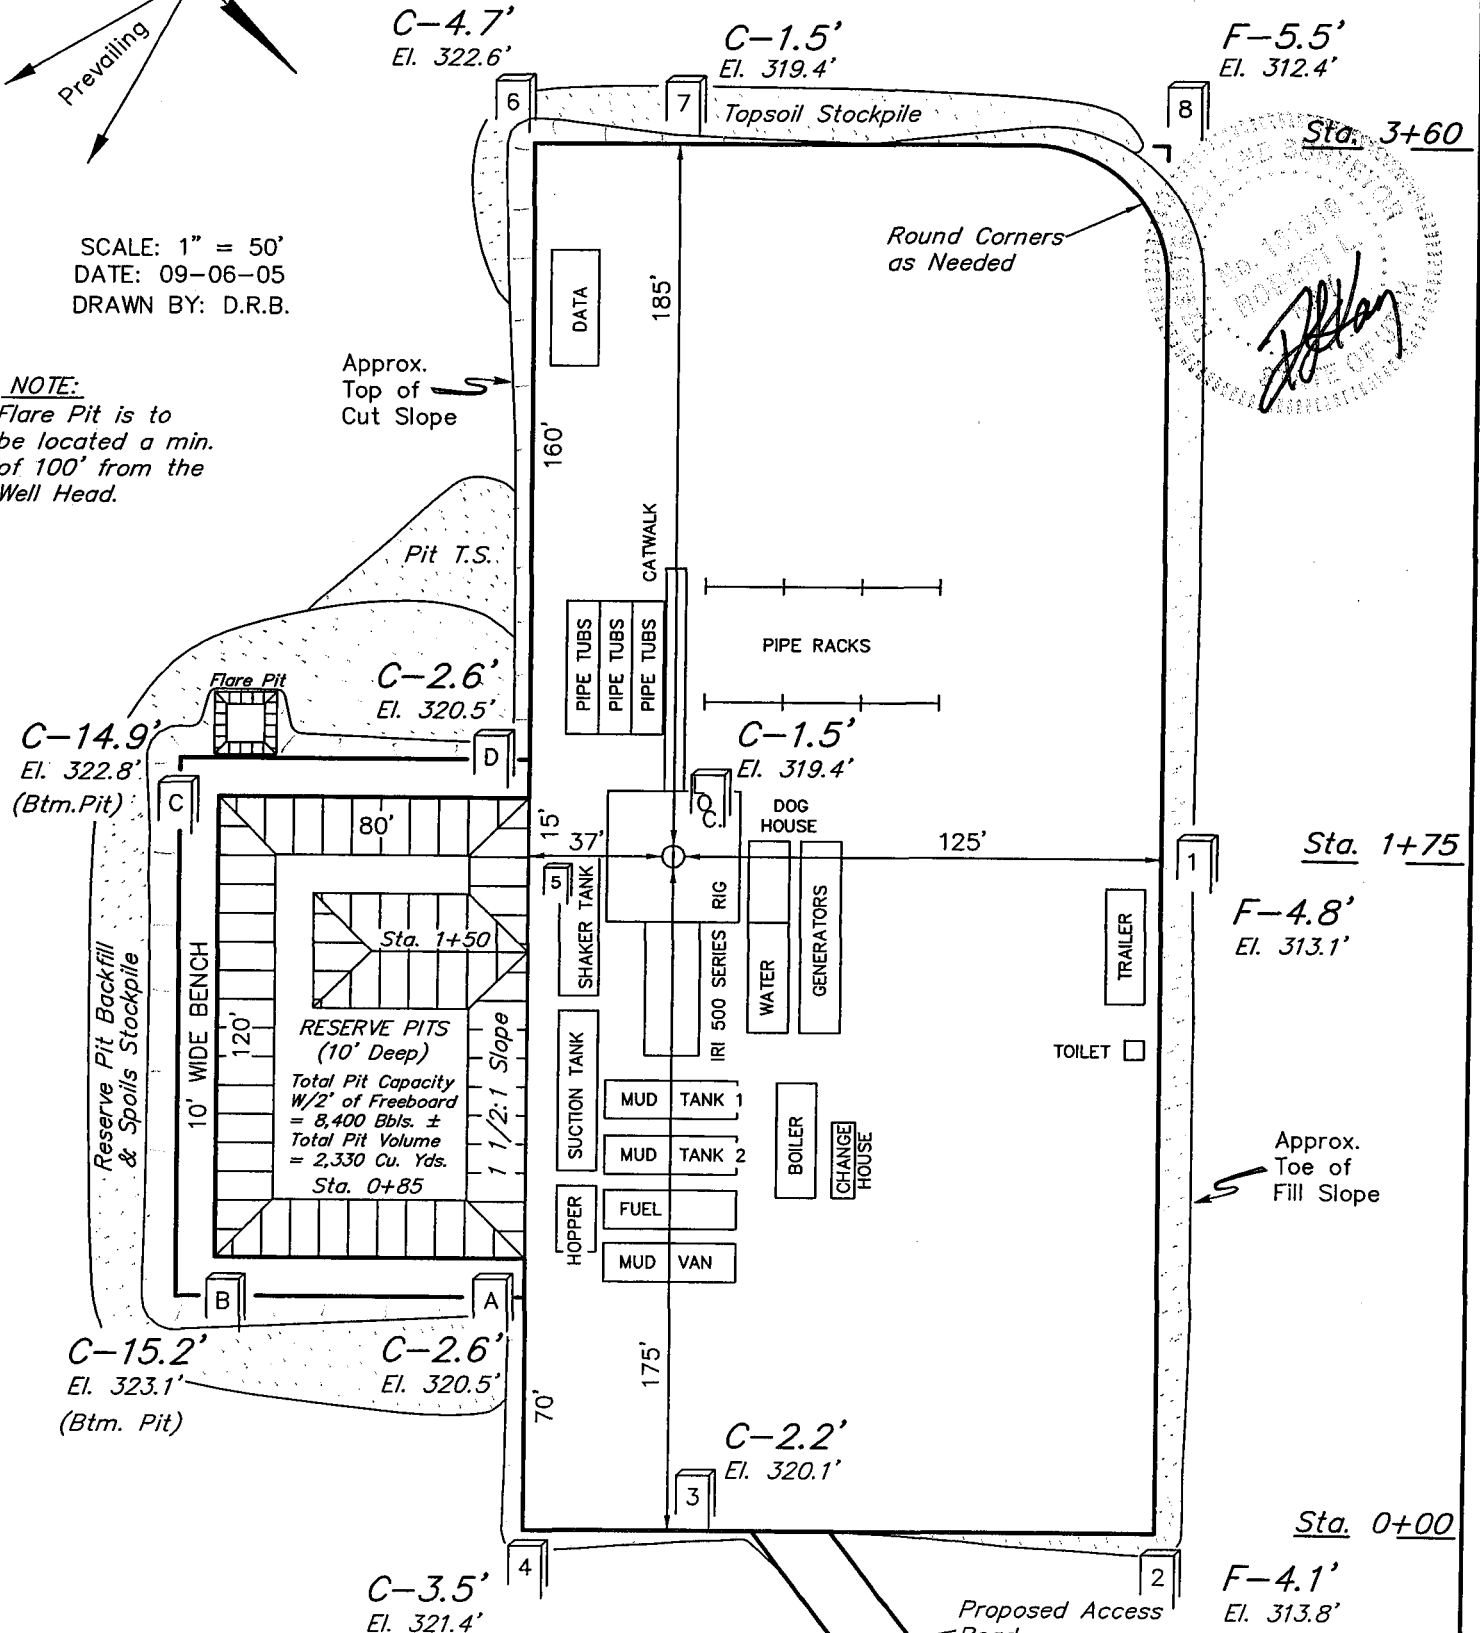 C-4.7'
El. 322.6'
C-1.5'
El. 319.4'
F-5.5'
El. 312.4'
Prevailing
6
7
8
Topsoil Stockpile
Sta. 3+60
SCALE: 1" = 50'
DATE: 09-06-05
DRAWN BY: D.R.B.
Round Corners
as Needed
DATA
185'
Approx.
Top of
Cut Slope
NOTE:
Flare Pit is to
be located a min.
of 100' from the
Well Head.
160'
CATWALK
Pit T.S.
PIPE TUBS
PIPE TUBS
PIPE TUBS
PIPE RACKS
Flare Pit
C-2.6'
El. 320.5'
C-14.9'
El. 322.8'
(Btm.Pit)
C
D
C-1.5'
El. 319.4'
C.
DOG
HOUSE
80'
15'
37'
125'
Sta. 1+75
1
5
F-4.8'
El. 313.1'
SHAKER TANK
RIG
IRI 500 SERIES
WATER
GENERATORS
TRAILER
Sta. 1+50
Reserve Pit Backfill
& Spoils Stockpile
10' WIDE BENCH
120'
RESERVE PITS
(10' Deep)
Total Pit Capacity
W/2' of Freeboard
= 8,400 Bbls. ±
Total Pit Volume
= 2,330 Cu. Yds.
Sta. 0+85
1 1/2:1 Slope
SUCTION TANK
TOILET
MUD TANK 1
MUD TANK 2
BOILER
CHANGE
HOUSE
Approx.
Toe of
Fill Slope
HOPPER
FUEL
MUD VAN
B
A
C-15.2'
El. 323.1'
(Btm. Pit)
C-2.6'
El. 320.5'
70'
175'
C-2.2'
El. 320.1'
3
Sta. 0+00
4
2
C-3.5'
El. 321.4'
F-4.1'
El. 313.8'
Proposed Access